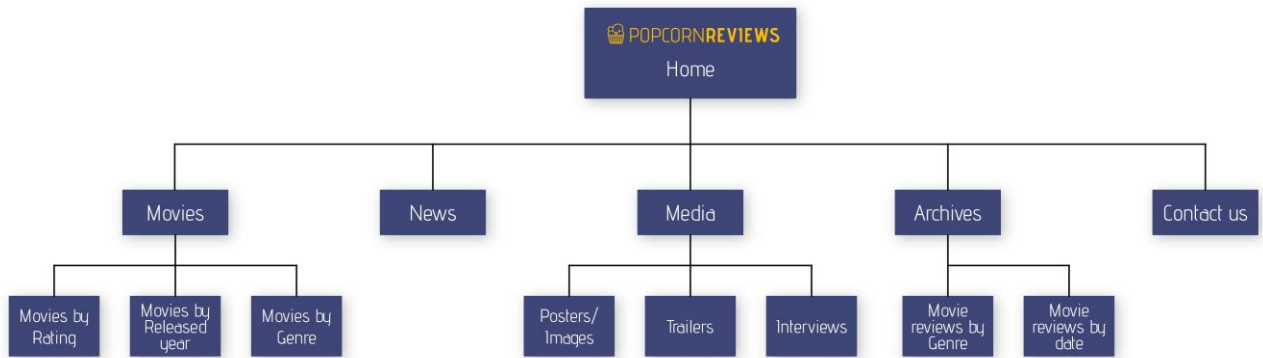 POPCORNREVIEWS
Home
Movies
News
Media
Archives
Contact us
Movies by
Rating
Movies by
Released
year
Movies by
Genre
Posters/
Images
Trailers
Interviews
Movie
reviews by
Genre
Movie
reviews by
date